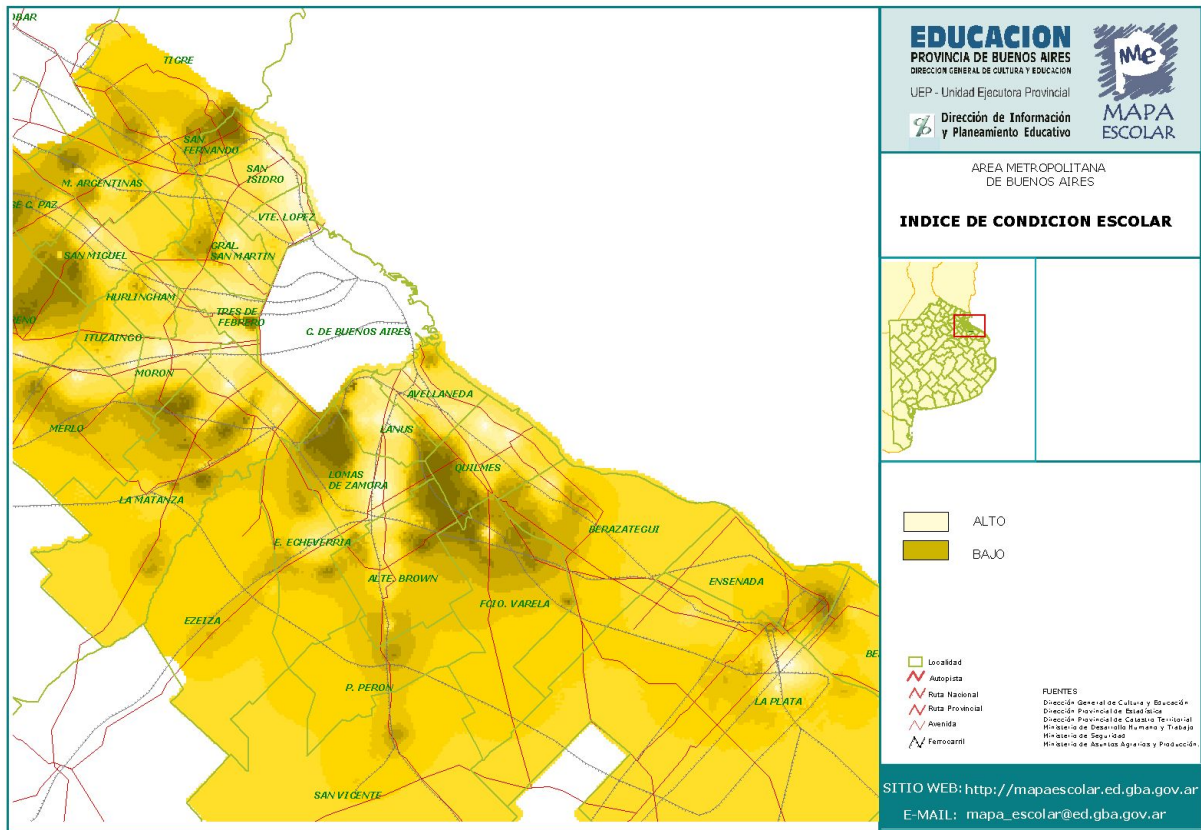 OBAR
TIGRE
SAN
FERNANDO
SAN
ISIDRO
M. ARGENTINAS
SE C. PAZ
VTE. LOPEZ
GRAL.
SAN MARTIN
SAN MIGUEL
HURLINGHAM
TRES DE
FEBRERO
ENO
C. DE BUENOS AIRES
ITUZAINGO
MORON
AVELLANEDA
MERLO
LANUS
QUILMES
LOMAS
DE ZAMORA
LA MATANZA
BERAZATEGUI
E. ECHEVERRIA
ALTE. BROWN
ENSENADA
FCIO. VARELA
EZEIZA
BE
P. PERON
LA PLATA
SAN VICENTE
EDUCACION
PROVINCIA DE BUENOS AIRES
DIRECCION GENERAL DE CULTURA Y EDUCACION
UEP - Unidad Ejecutora Provincial
Dirección de Información
y Planeamiento Educativo
Me
MAPA
ESCOLAR
AREA METROPOLITANA
DE BUENOS AIRES
INDICE DE CONDICION ESCOLAR
ALTO
BAJO
Localidad
Autopista
Ruta Nacional
Ruta Provincial
Avenida
Ferrocarril
FUENTES
Dirección General de Cultura y Educación
Dirección Provincial de Estadística
Dirección Provincial de Catastro Territorial
Ministerio de Desarrollo Humano y Trabajo
Ministerio de Seguridad
Ministerio de Asuntos Agrarios y Producción.
SITIO WEB: http://mapaescolar.ed.gba.gov.ar
E-MAIL: mapa_escolar@ed.gba.gov.ar